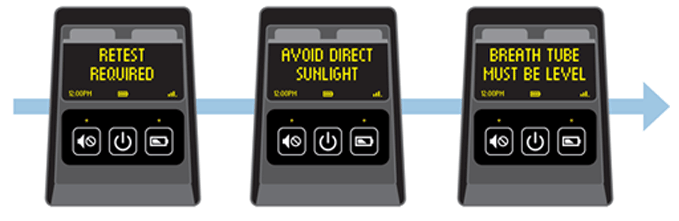 RETEST
REQUIRED
12:00PM
AVOID DIRECT
SUNLIGHT
12:00PM
BREATH TUBE
MUST BE LEVEL
12:00PM